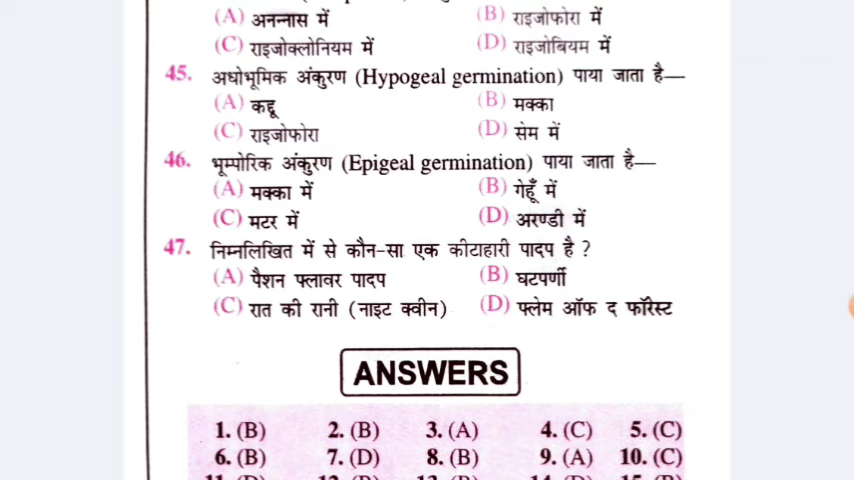 (A) अनन्नास में (B) राइजोफोरा में
(C) राइजोक्लोनियम में (D) राइजोबियम में
45. अधोभूमिक अंकुरण (Hypogeal germination) पाया जाता है—
(A) कद्दू (B) मक्का
(C) राइजोफोरा (D) सेम में
46. भूम्पोरिक अंकुरण (Epigeal germination) पाया जाता है—
(A) मक्का में (B) गेहूँ में
(C) मटर में (D) अरण्डी में
47. निम्नलिखित में से कौन-सा एक कीटाहारी पादप है ?
(A) पैशन फ्लावर पादप (B) घटपर्णी
(C) रात की रानी (नाइट क्वीन) (D) फ्लेम ऑफ द फॉरेस्ट
ANSWERS
1. (B) 2. (B) 3. (A) 4. (C) 5. (C)
6. (B) 7. (D) 8. (B) 9. (A) 10. (C)